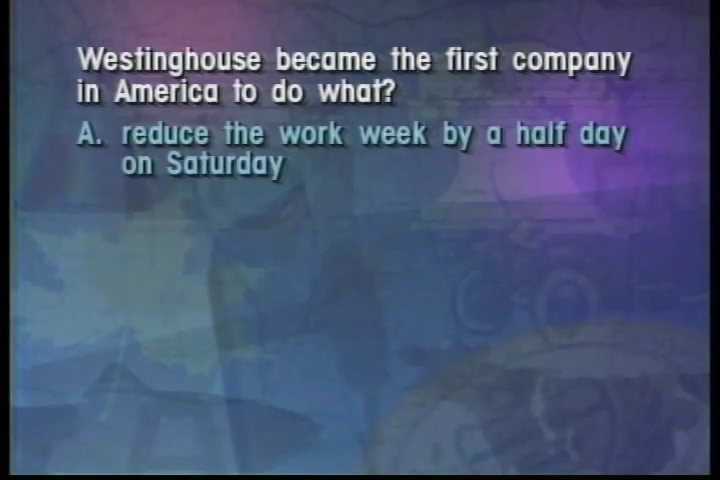 Westinghouse became the first company
in America to do what?
A. reduce the work week by a half day
on Saturday